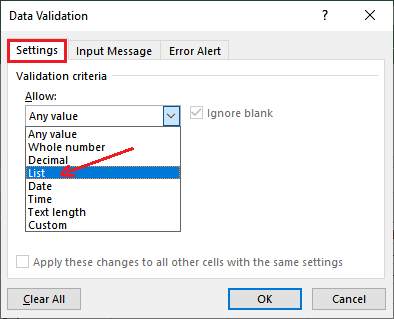 Data Validation
Settings Input Message Error Alert
Validation criteria
Allow:
Any value Ignore blank
Any value
Whole number
Decimal
List
Date
Time
Text length
Custom
Apply these changes to all other cells with the same settings
Clear All OK Cancel